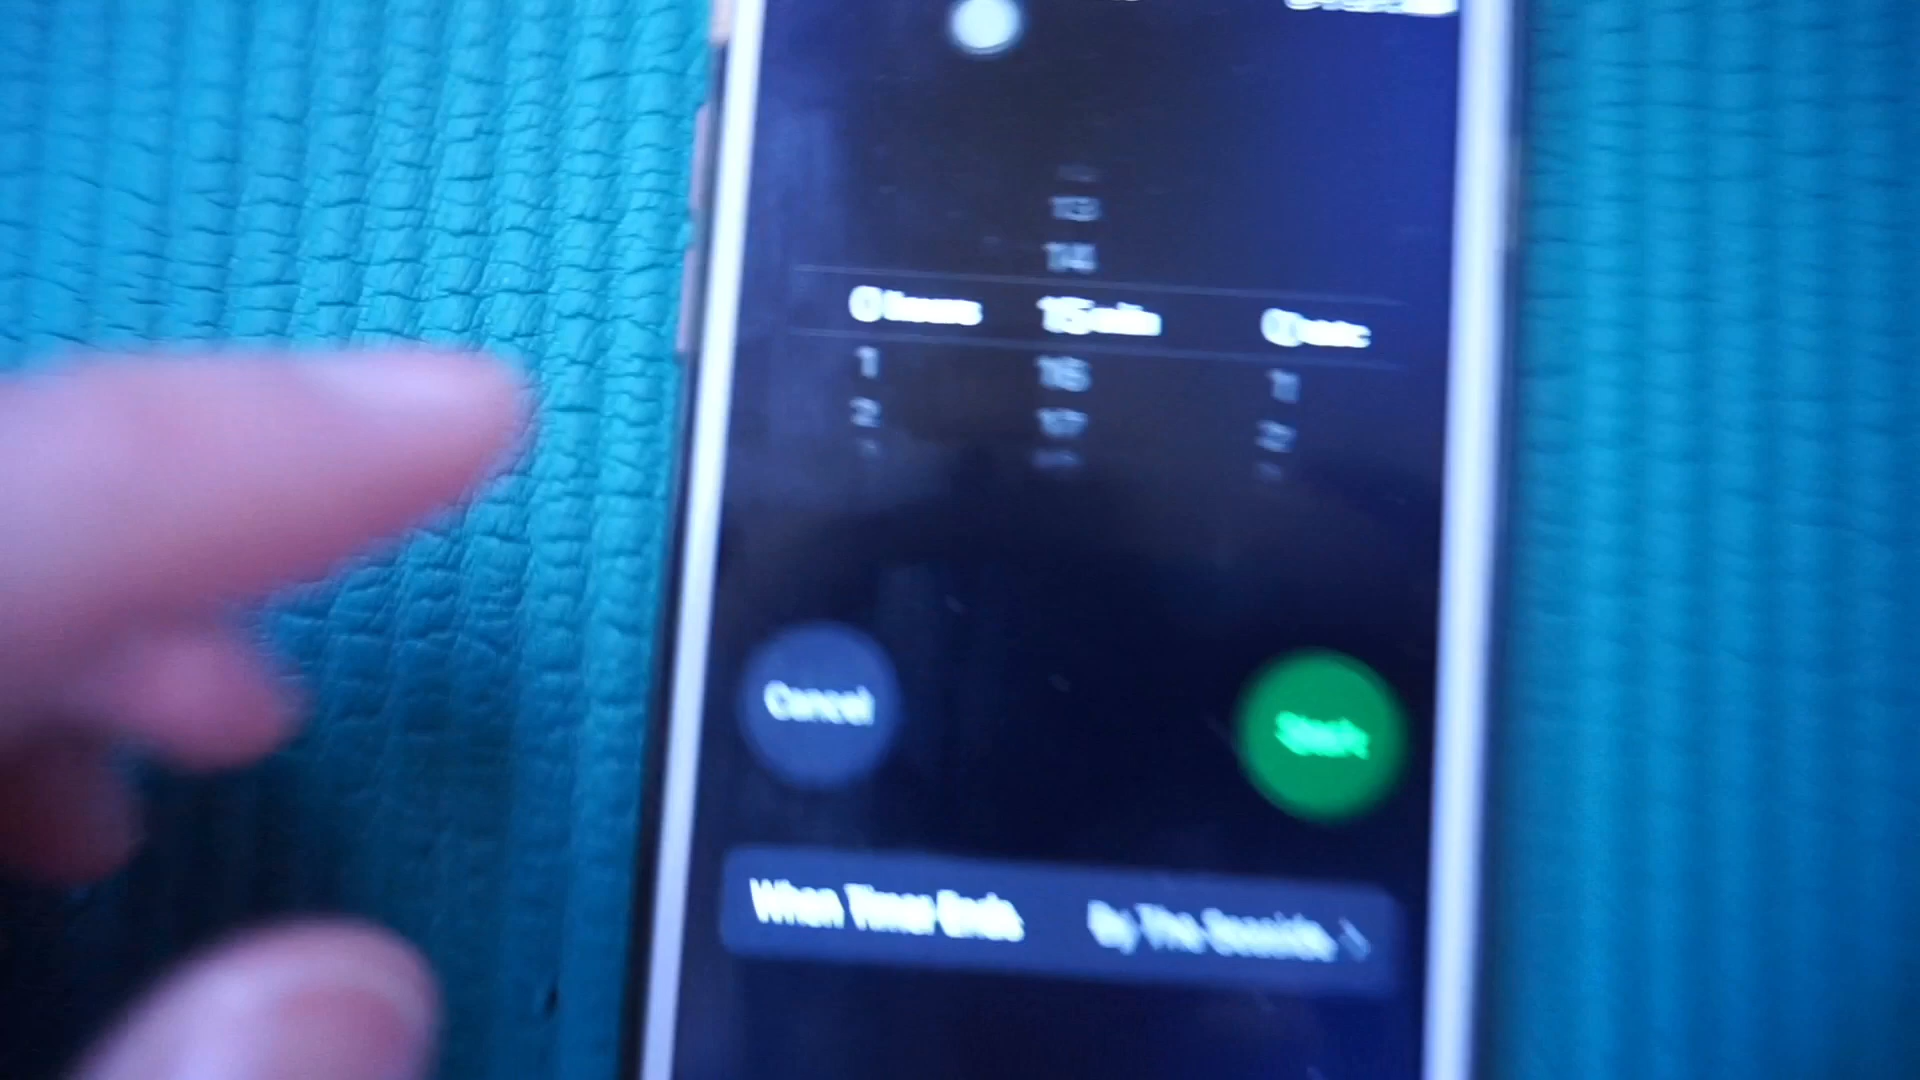 13
14
0 hours 15 min 0 sec
1 16 1
2 17 2
Cancel Start
When Timer Ends By The Seaside >